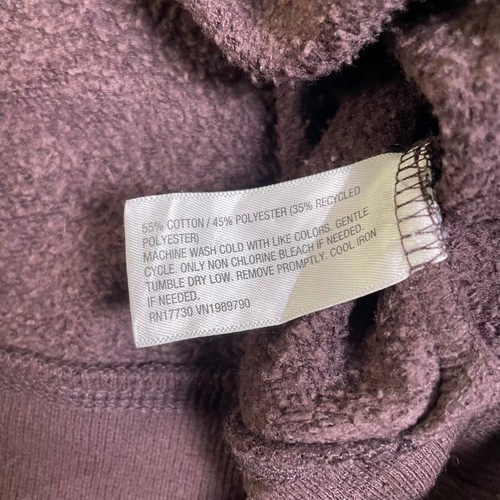 55% COTTON / 45% POLYESTER (35% RECYCLED
POLYESTER)
MACHINE WASH COLD WITH LIKE COLORS. GENTLE
CYCLE. ONLY NON CHLORINE BLEACH IF NEEDED.
TUMBLE DRY LOW. REMOVE PROMPTLY. COOL IRON
IF NEEDED.
RN17730 VN1989790